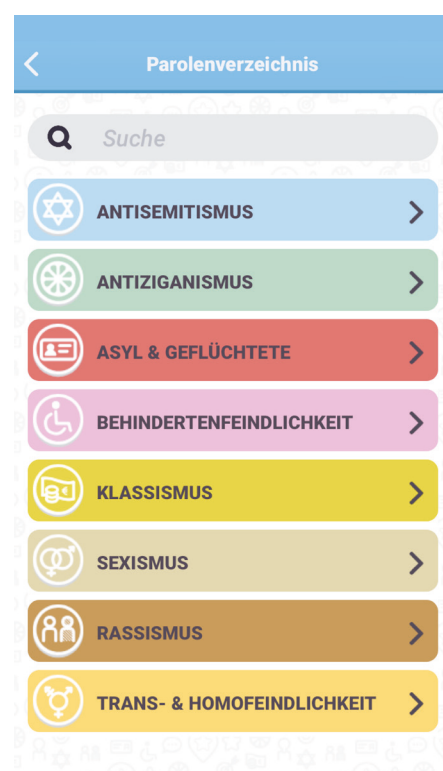 Parolenverzeichnis
Suche
ANTISEMITISMUS
ANTIZIGANISMUS
ASYL & GEFLÜCHTETE
BEHINDERTENFEINDLICHKEIT
KLASSISMUS
SEXISMUS
RASSISMUS
TRANS- & HOMOFEINDLICHKEIT